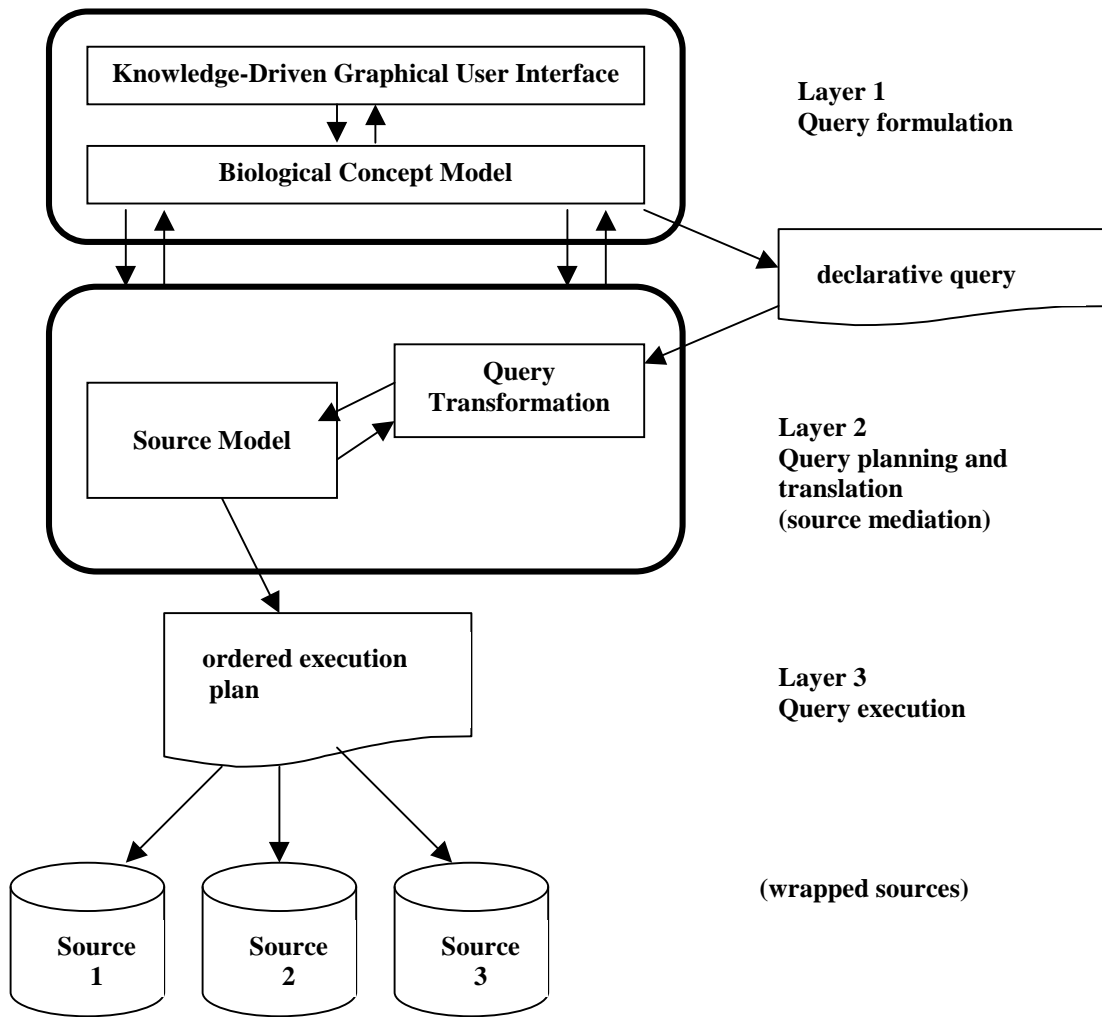 Knowledge-Driven Graphical User Interface
Biological Concept Model
Layer 1
Query formulation
declarative query
Query
Transformation
Source Model
Layer 2
Query planning and
translation
(source mediation)
ordered execution
plan
Layer 3
Query execution
(wrapped sources)
Source
1
Source
2
Source
3